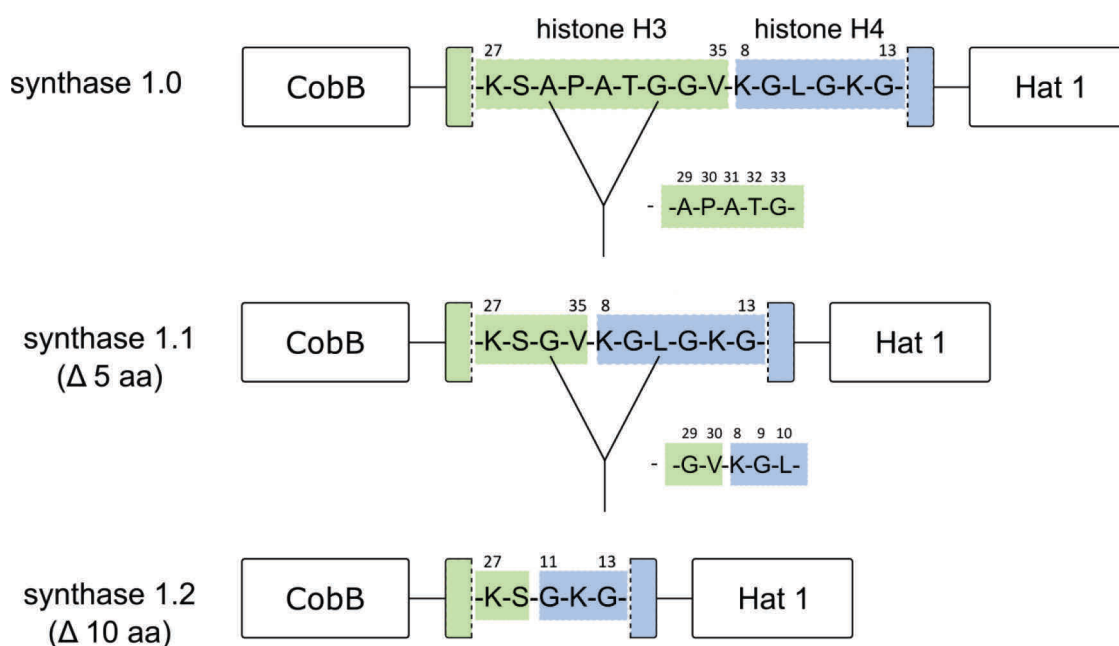 histone H3 histone H4
27 35 8 13
synthase 1.0 CobB -K-S-A-P-A-T-G-G-V-K-G-L-G-K-G- Hat 1
29 30 31 32 33
- -A-P-A-T-G-
27 35 8 13
synthase 1.1 CobB -K-S-G-V-K-G-L-G-K-G- Hat 1
(Δ 5 aa)
29 30 8 9 10
- -G-V-K-G-L-
27 11 13
synthase 1.2 CobB -K-S-G-K-G- Hat 1
(Δ 10 aa)